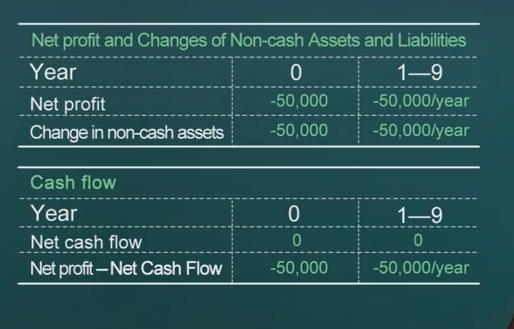 Net profit and Changes of Non-cash Assets and Liabilities
Year 0 1—9
Net profit -50,000 -50,000/year
Change in non-cash assets -50,000 -50,000/year
Cash flow
Year 0 1—9
Net cash flow 0 0
Net profit – Net Cash Flow -50,000 -50,000/year